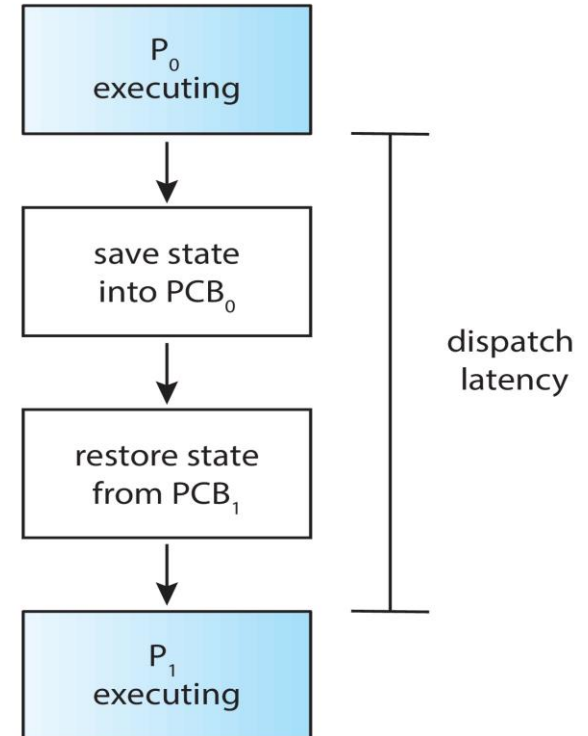 P₀
executing
save state
into PCB₀
restore state
from PCB₁
P₁
executing
dispatch
latency